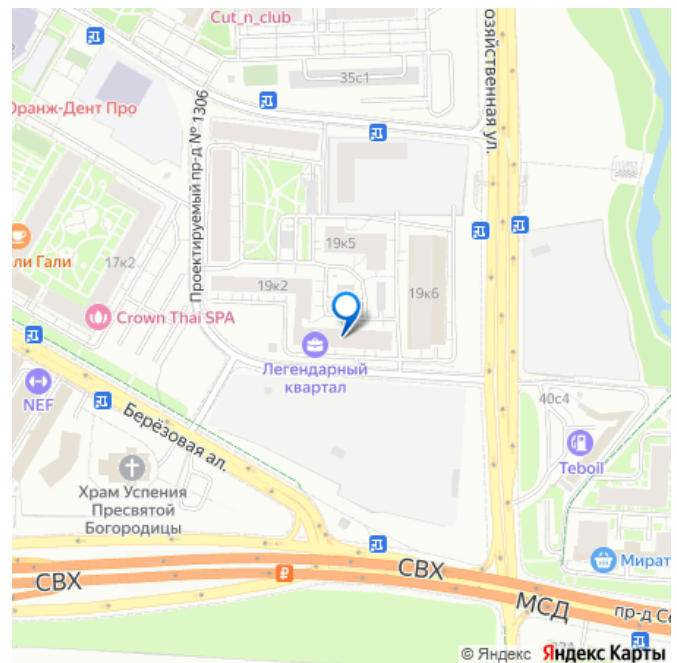 Cut_n_club
озяйственная ул.
35с1
Оранж-Дент Про
Проектируемый пр-д № 1306
19к5
ли Гали
17к2
19к2
19к6
Crown Thai SPA
Легендарный
квартал
NEF
40с4
Берёзовая ал.
Teboil
Храм Успения
Пресвятой
Богородицы
₽
Мират
СВХ
СВХ
МСД
пр-д Се
© Яндекс Яндекс Карты